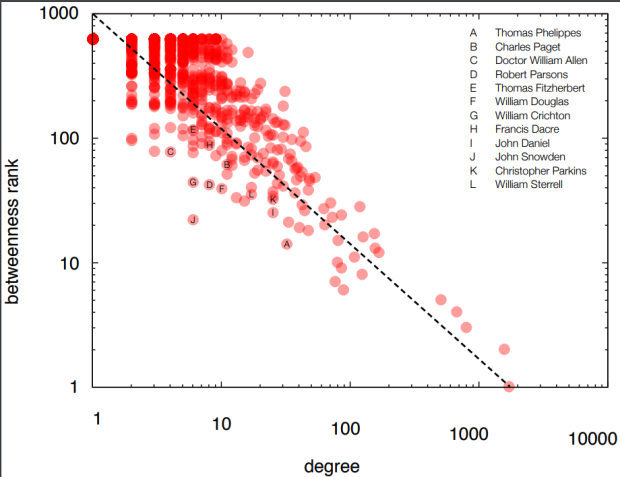 1000
100
10
1
betweenness rank
1
10
100
1000
10000
degree
A Thomas Phelippes
B Charles Paget
C Doctor William Allen
D Robert Parsons
E Thomas Fitzherbert
F William Douglas
G William Crichton
H Francis Dacre
I John Daniel
J John Snowden
K Christopher Parkins
L William Sterrell
E
H
C
B
G
D
F
L
K
I
J
A